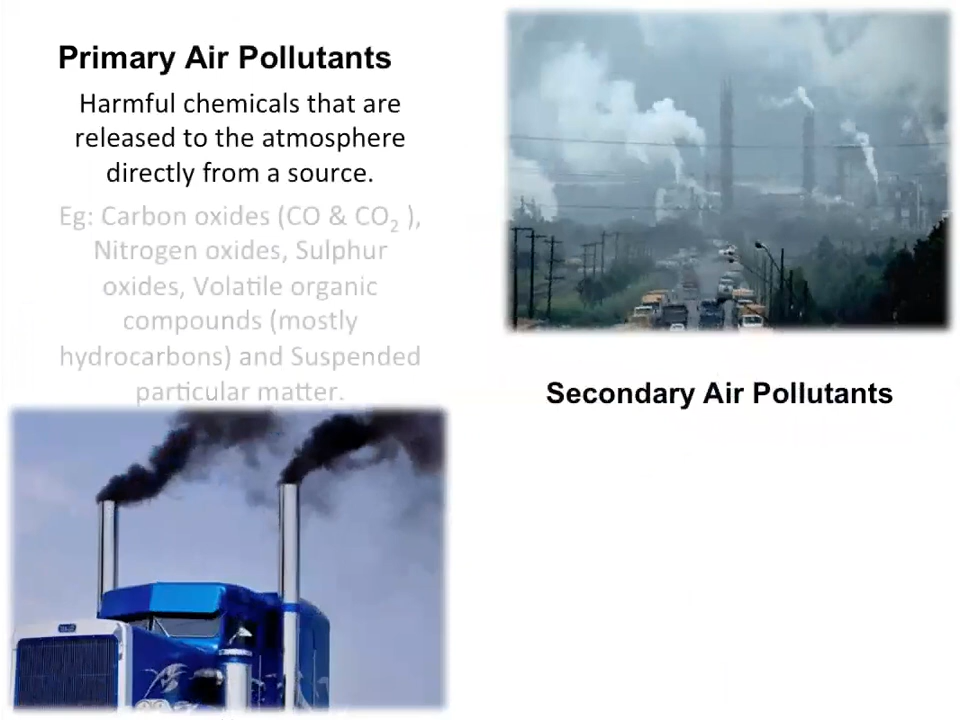 Primary Air Pollutants
Harmful chemicals that are
released to the atmosphere
directly from a source.
Eg: Carbon oxides (CO & CO₂ ),
Nitrogen oxides, Sulphur
oxides, Volatile organic
compounds (mostly
hydrocarbons) and Suspended
particular matter.
Secondary Air Pollutants